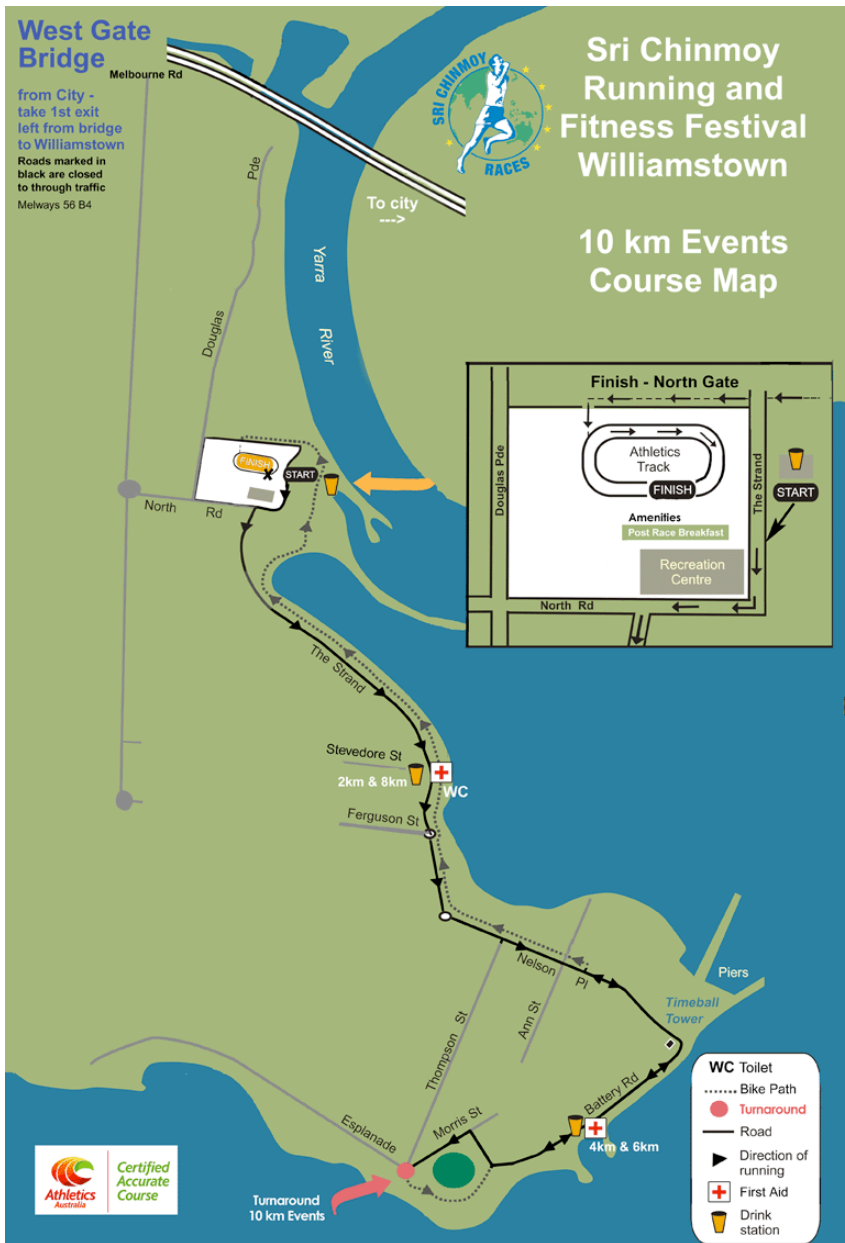 West Gate
Bridge
Melbourne Rd
from City -
take 1st exit
left from bridge
to Williamstown
Roads marked in
black are closed
to through traffic
Melways 56 B4
SRI CHINMOY
RACES
Sri Chinmoy
Running and
Fitness Festival
Williamstown
10 km Events
Course Map
To city
--->
Yarra
River
Pde
Douglas
FINISH
START
North Rd
Finish - North Gate
Athletics
Track
FINISH
Douglas Pde
The Strand
START
Amenities
Post Race Breakfast
Recreation
Centre
North Rd
The Strand
Stevedore St
2km & 8km
WC
Ferguson St
Nelson Pl
Piers
Timeball
Tower
Ann St
Thompson St
Battery Rd
4km & 6km
Morris St
Esplanade
Turnaround
10 km Events
WC Toilet
Bike Path
Turnaround
Road
Direction of
running
First Aid
Drink
station
Athletics
Australia
Certified
Accurate
Course